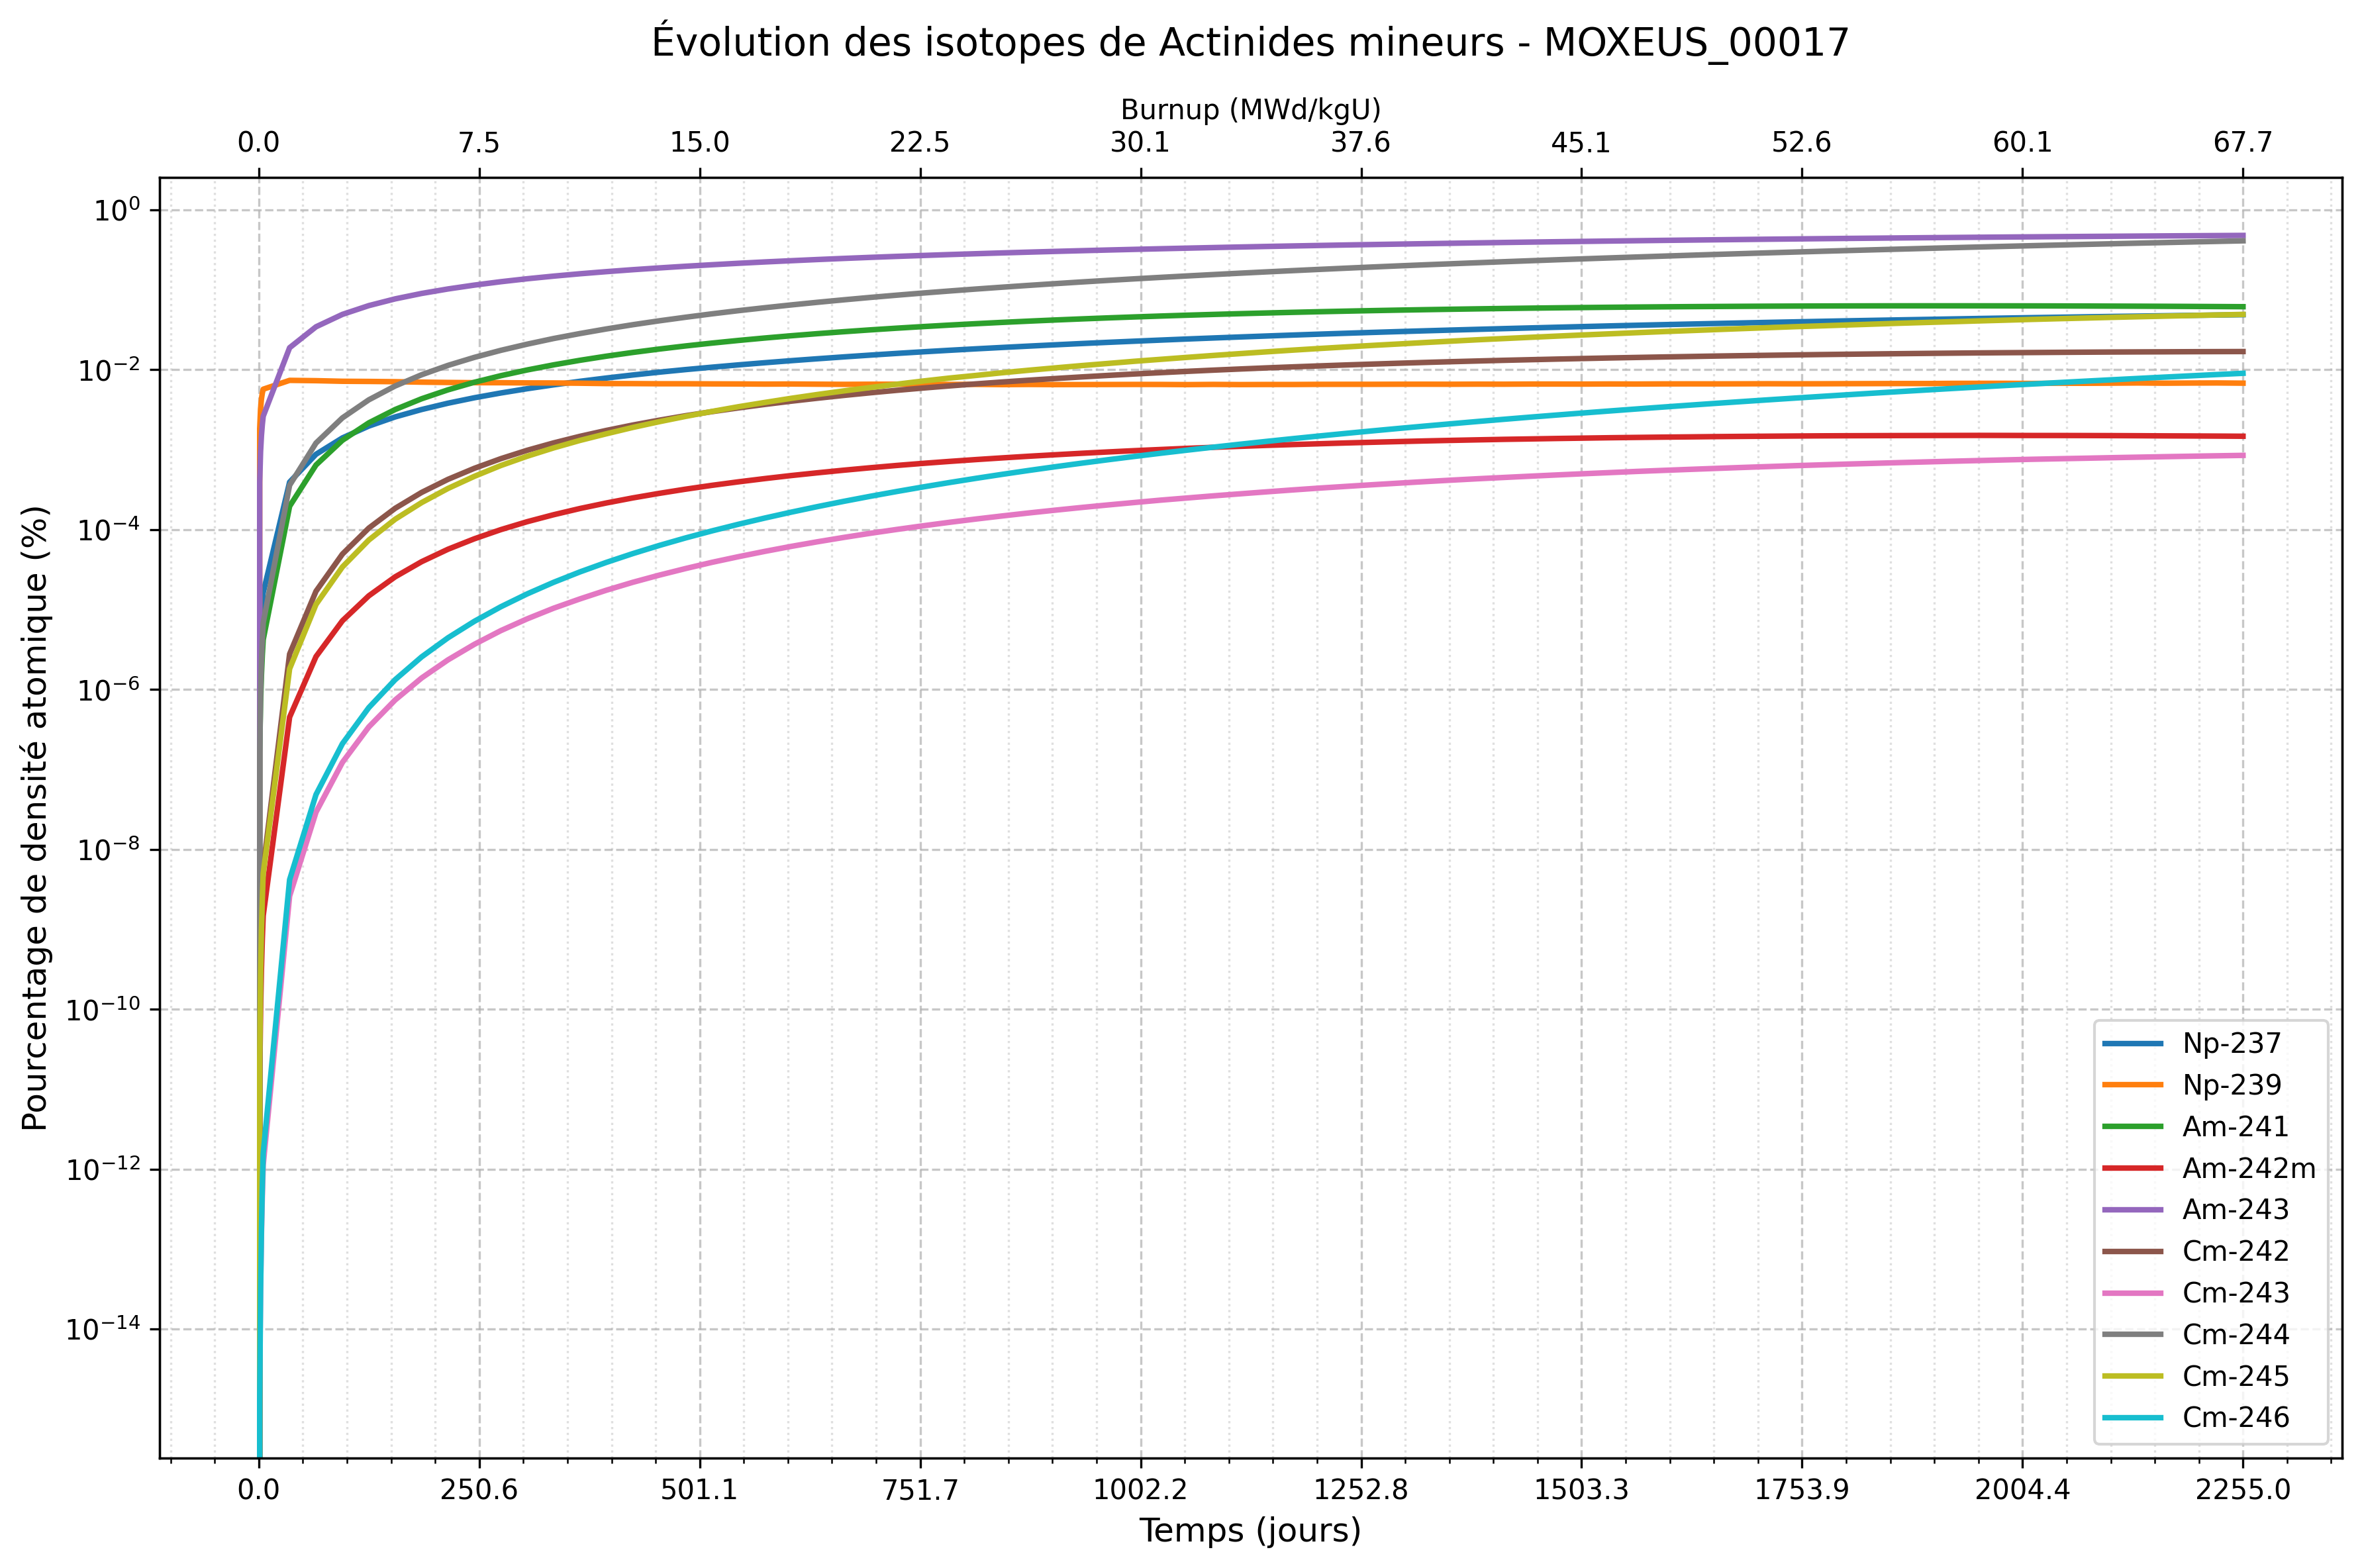 Évolution des isotopes de Actinides mineurs - MOXEUS_00017
Burnup (MWd/kgU)
0.0 7.5 15.0 22.5 30.1 37.6 45.1 52.6 60.1 67.7
Pourcentage de densité atomique (%)
10⁰
10⁻²
10⁻⁴
10⁻⁶
10⁻⁸
10⁻¹⁰
10⁻¹²
10⁻¹⁴
Np-237
Np-239
Am-241
Am-242m
Am-243
Cm-242
Cm-243
Cm-244
Cm-245
Cm-246
0.0 250.6 501.1 751.7 1002.2 1252.8 1503.3 1753.9 2004.4 2255.0
Temps (jours)